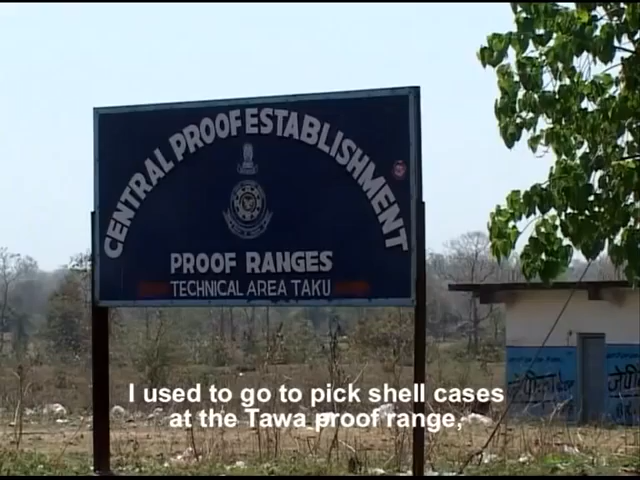 CENTRAL PROOF ESTABLISHMENT
PROOF RANGES
TECHNICAL AREA TAKU
I used to go to pick shell cases
at the Tawa proof range,